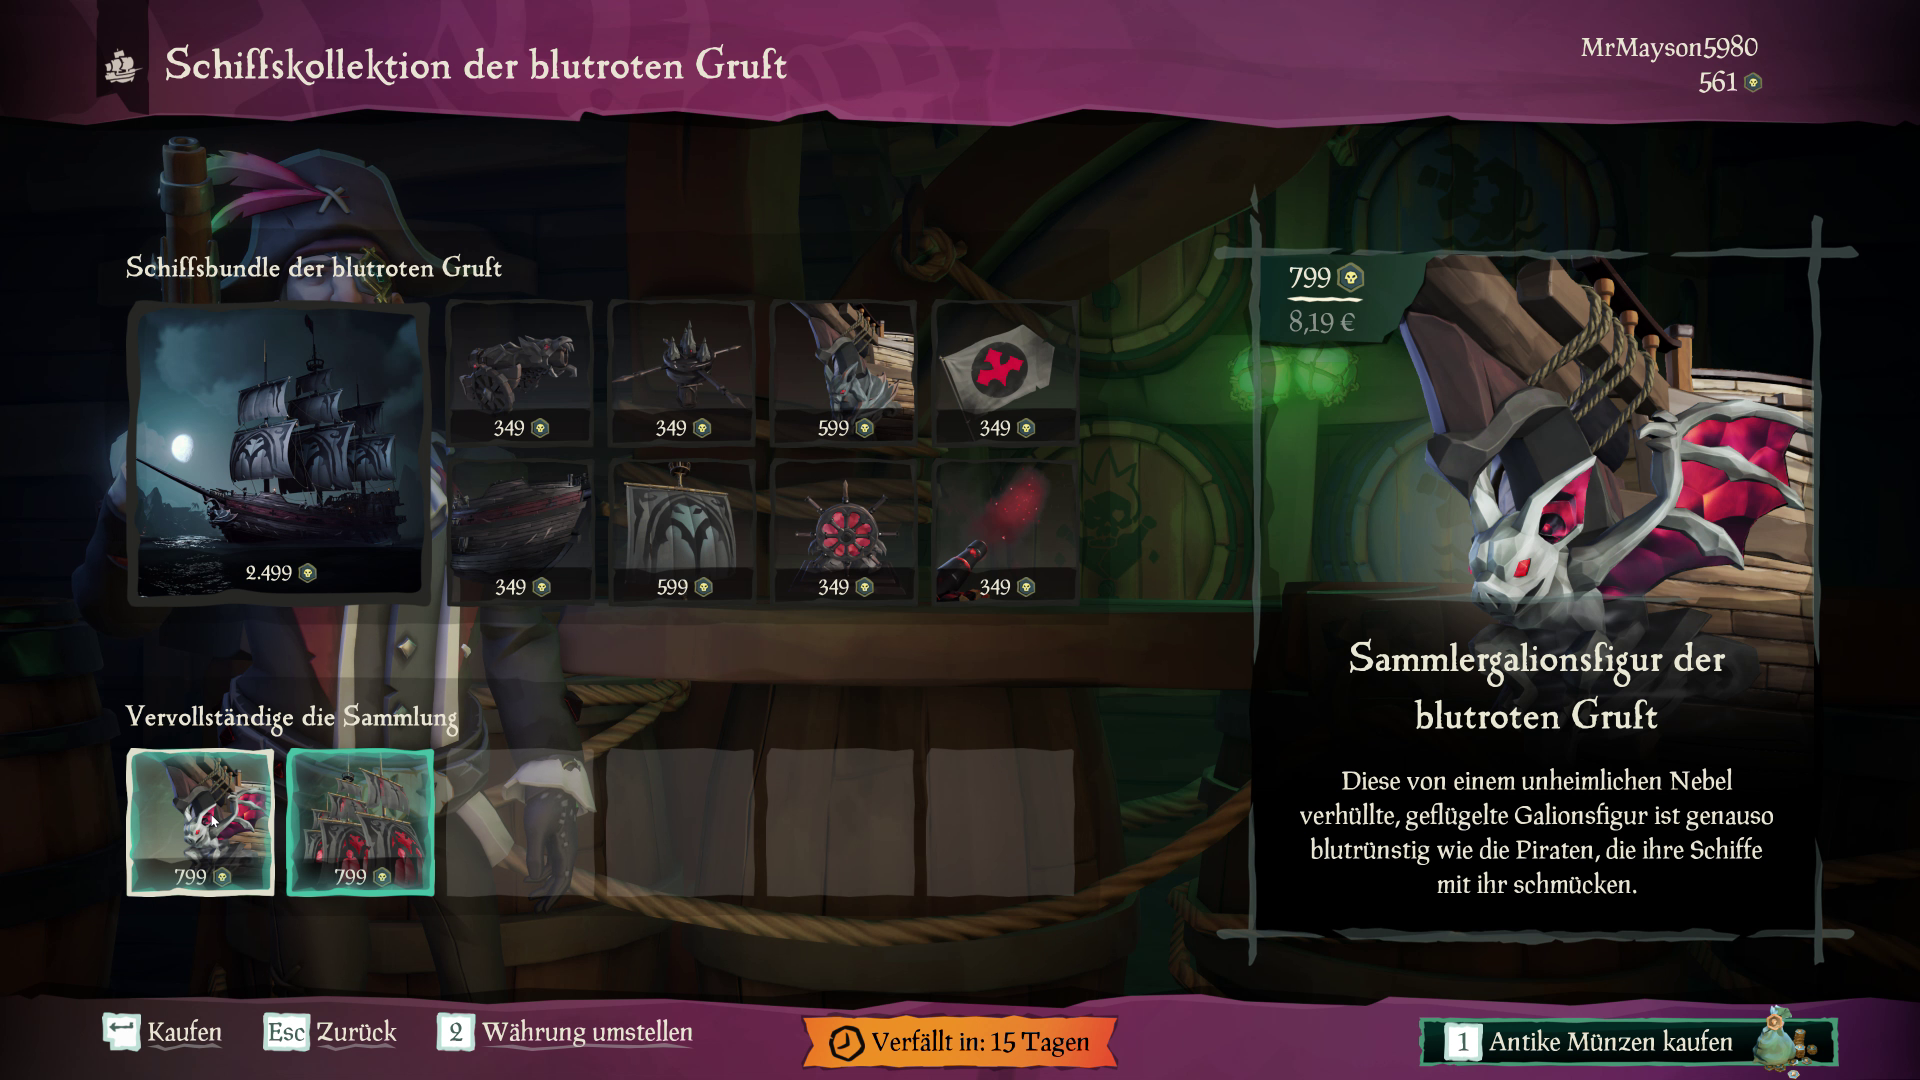 Schiffskollektion der blutroten Gruft
MrMayson5980
561
Schiffsbundle der blutroten Gruft
2.499
349
349
599
349
349
599
349
349
Vervollständige die Sammlung
799
799
799
8,19 €
Sammlergalionsfigur der
blutroten Gruft
Diese von einem unheimlichen Nebel
verhüllte, geflügelte Galionsfigur ist genauso
blutrünstig wie die Piraten, die ihre Schiffe
mit ihr schmücken.
Kaufen
Esc Zurück
2 Währung umstellen
Verfällt in: 15 Tagen
1 Antike Münzen kaufen